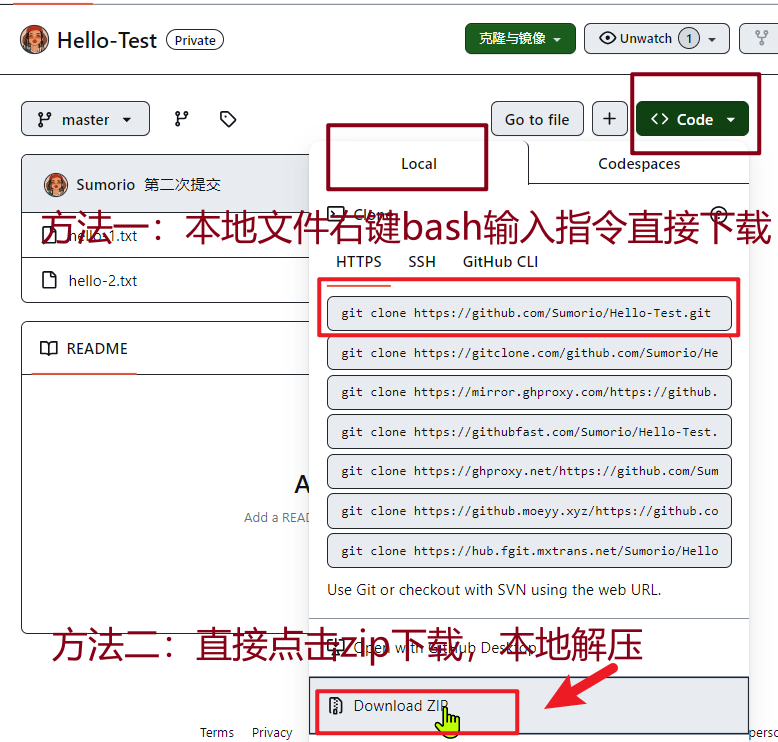 Hello-Test Private
克隆与镜像
Unwatch 1
master
Go to file
Code
Sumorio 第二次提交
hello-1.txt
hello-2.txt
README
Add a READ
Local
Codespaces
Clone
方法一：本地文件右键bash输入指令直接下载
HTTPS SSH GitHub CLI
git clone https://github.com/Sumorio/Hello-Test.git
git clone https://gitclone.com/github.com/Sumorio/He
git clone https://mirror.ghproxy.com/https://github.
git clone https://githubfast.com/Sumorio/Hello-Test.
git clone https://ghproxy.net/https://github.com/Sum
git clone https://github.moeyy.xyz/https://github.co
git clone https://hub.fgit.mxtrans.net/Sumorio/Hello
Use Git or checkout with SVN using the web URL.
方法二：直接点击zip下载，本地解压
Open with GitHub Desktop
Download ZIP
Terms Privacy